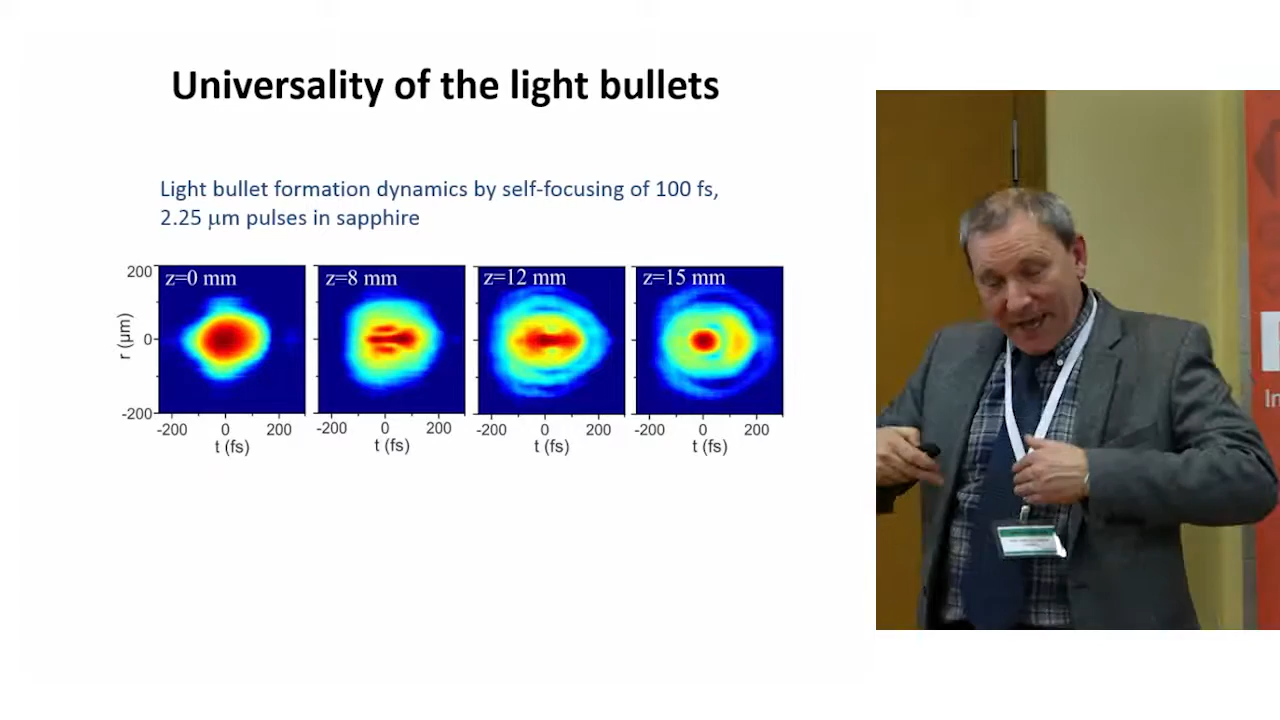 Universality of the light bullets
Light bullet formation dynamics by self-focusing of 100 fs,
2.25 μm pulses in sapphire
z=0 mm
z=8 mm
z=12 mm
z=15 mm
200
0
-200
r (μm)
-200 0 200
-200 0 200
-200 0 200
-200 0 200
t (fs)
t (fs)
t (fs)
t (fs)
In